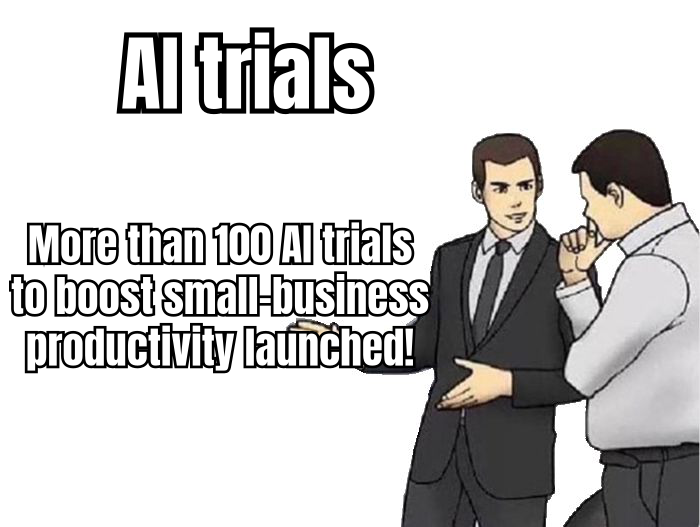 AI trials
More than 100 AI trials
to boost small-business
productivity launched!